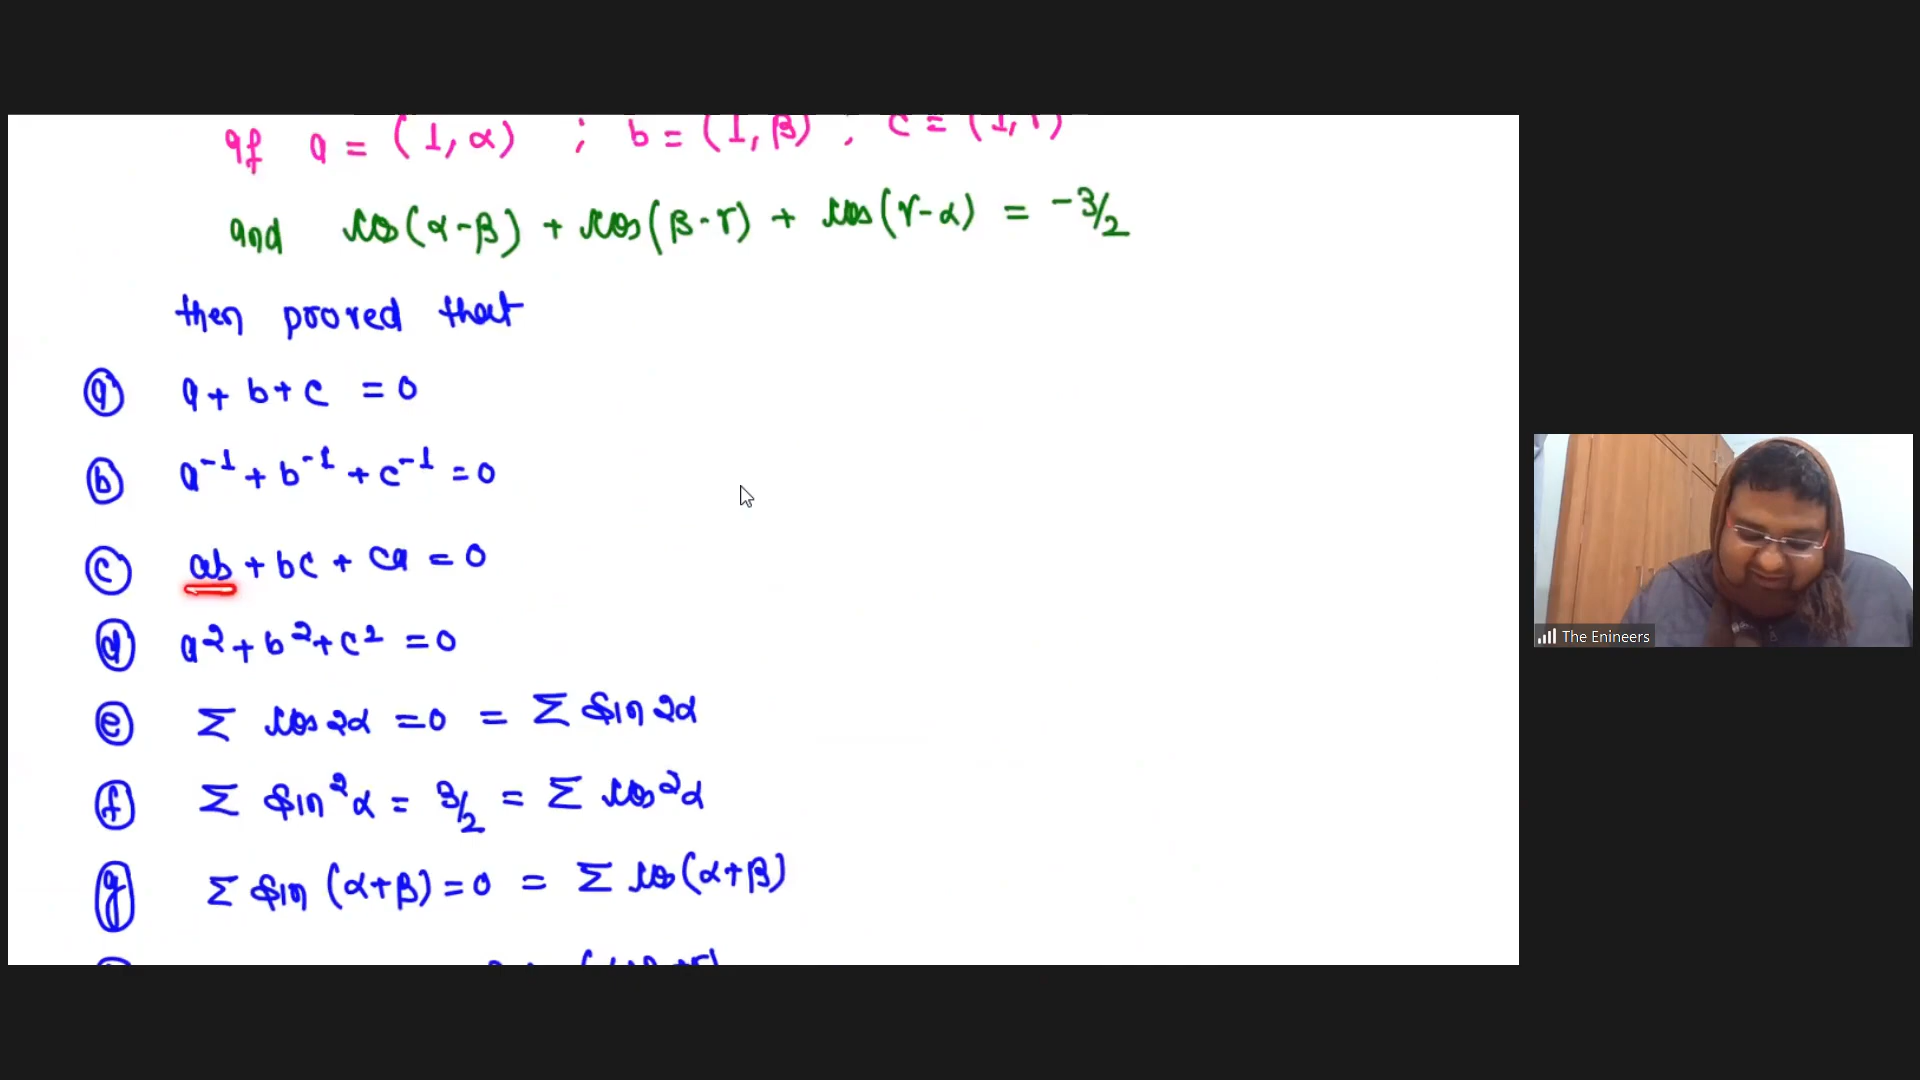 If a = (1, α) ; b = (1, β) ; c = (1, r)
and cos(α-β) + cos(β-r) + cos(r-α) = -3/2
then proved that
ⓐ a + b + c = 0
ⓑ a⁻¹ + b⁻¹ + c⁻¹ = 0
ⓒ ab + bc + ca = 0
ⓓ a² + b² + c² = 0
ⓔ Σ cos 2α = 0 = Σ sin 2α
ⓕ Σ sin²α = 3/2 = Σ cos²α
ⓖ Σ sin (α+β) = 0 = Σ cos(α+β)
The Enineers